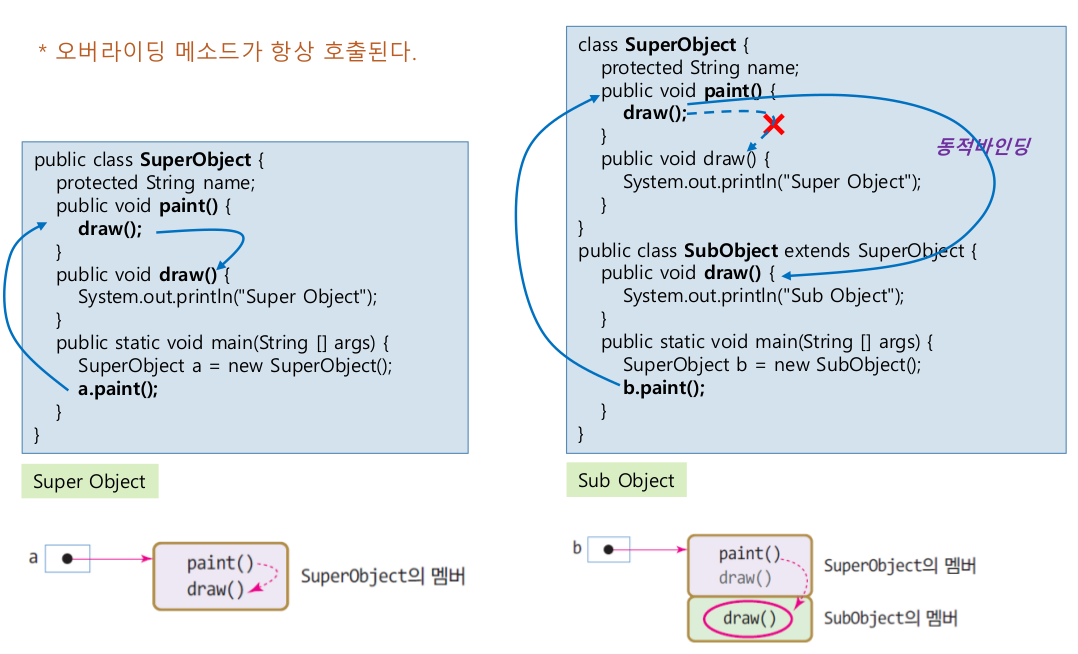 * 오버라이딩 메소드가 항상 호출된다.
public class SuperObject {
protected String name;
public void paint() {
draw();
}
public void draw() {
System.out.println("Super Object");
}
public static void main(String [] args) {
SuperObject a = new SuperObject();
a.paint();
}
}
Super Object
a
paint()
draw()
SuperObject의 멤버
class SuperObject {
protected String name;
public void paint() {
draw();
}
public void draw() {
System.out.println("Super Object");
}
}
public class SubObject extends SuperObject {
public void draw() {
System.out.println("Sub Object");
}
public static void main(String [] args) {
SuperObject b = new SubObject();
b.paint();
}
}
동적바인딩
Sub Object
b
paint()
draw()
SuperObject의 멤버
draw()
SubObject의 멤버